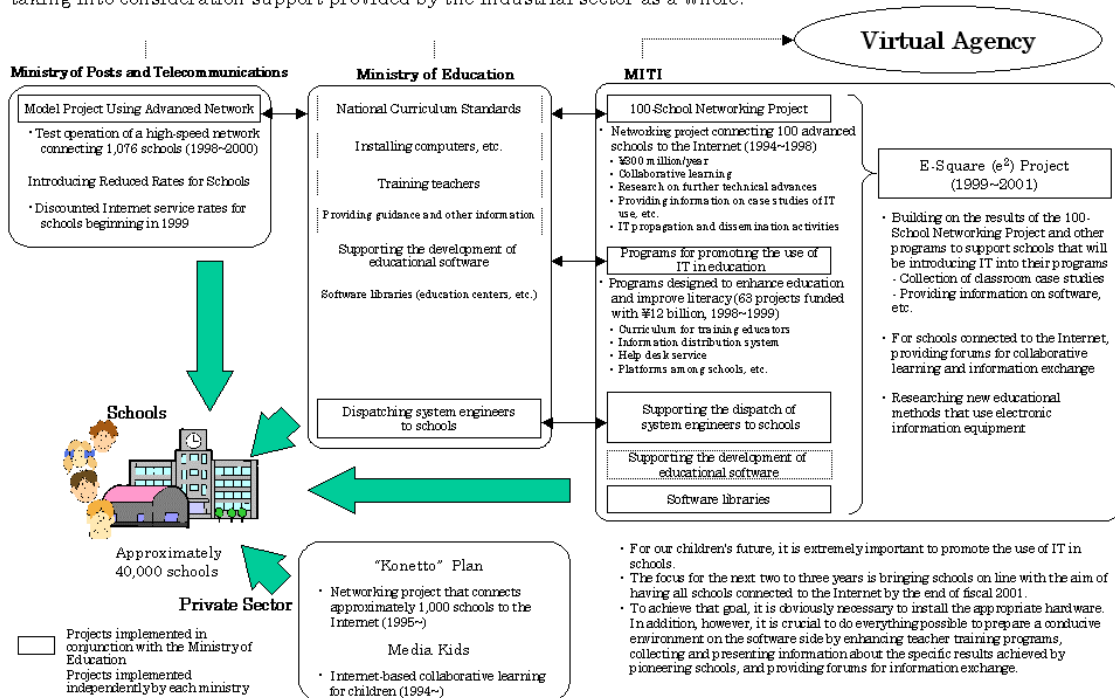 taking into consideration support provided by the industrial sector as a whole.
Virtual Agency
Ministry of Posts and Telecommunications
Model Project Using Advanced Network
・Test operation of a high-speed network
connecting 1,076 schools (1998~2000)
Introducing Reduced Rates for Schools
・Discounted Internet service rates for
schools beginning in 1999
Ministry of Education
National Curriculum Standards
Installing computers, etc.
Training teachers
Providing guidance and other information
Supporting the development of
educational software
Software libraries (education centers, etc.)
Dispatching system engineers
to schools
MITI
100-School Networking Project
・Networking project connecting 100 advanced
schools to the Internet (1994~1998)
・¥300 million/year
・Collaborative learning
・Research on further technical advances
・Providing information on case studies of IT
use, etc.
・IT propagation and dissemination activities
Programs for promoting the use of
IT in education
・Programs designed to enhance education
and improve literacy (63 projects funded
with ¥12 billion, 1998~1999)
・Curriculum for training educators
・Information distribution system
・Help desk service
・Platforms among schools, etc.
Supporting the dispatch of
system engineers to schools
Supporting the development of
educational software
Software libraries
E-Square (e²) Project
(1999~2001)
・Building on the results of the 100-
School Networking Project and other
programs to support schools that will
be introducing IT into their programs
- Collection of classroom case studies
- Providing information on software,
etc.
・For schools connected to the Internet,
providing forums for collaborative
learning and information exchange
・Researching new educational
methods that use electronic
information equipment
Schools
Approximately
40,000 schools
Private Sector
"Konetto" Plan
・Networking project that connects
approximately 1,000 schools to the
Internet (1995~)
Media Kids
・Internet-based collaborative learning
for children (1994~)
・For our children's future, it is extremely important to promote the use of IT in
schools.
・The focus for the next two to three years is bringing schools on line with the aim of
having all schools connected to the Internet by the end of fiscal 2001.
・To achieve that goal, it is obviously necessary to install the appropriate hardware.
In addition, however, it is crucial to do everything possible to prepare a conducive
environment on the software side by enhancing teacher training programs,
collecting and presenting information about the specific results achieved by
pioneering schools, and providing forums for information exchange.
Projects implemented in
conjunction with the Ministry of
Education
Projects implemented
independently by each ministry